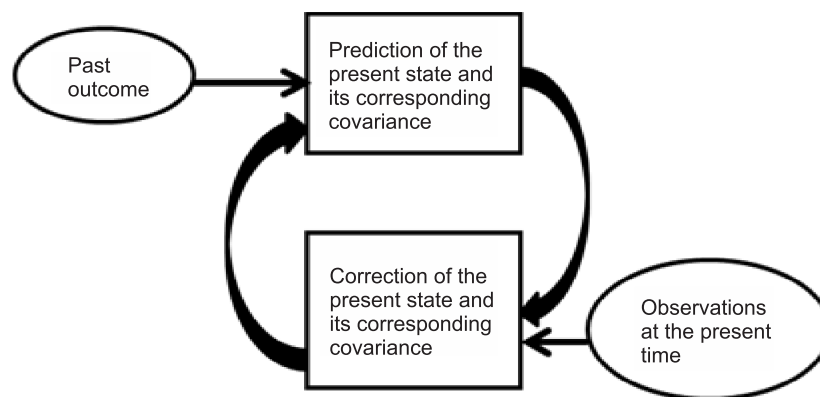 Past
outcome
Prediction of the
present state and
its corresponding
covariance
Correction of the
present state and
its corresponding
covariance
Observations
at the present
time